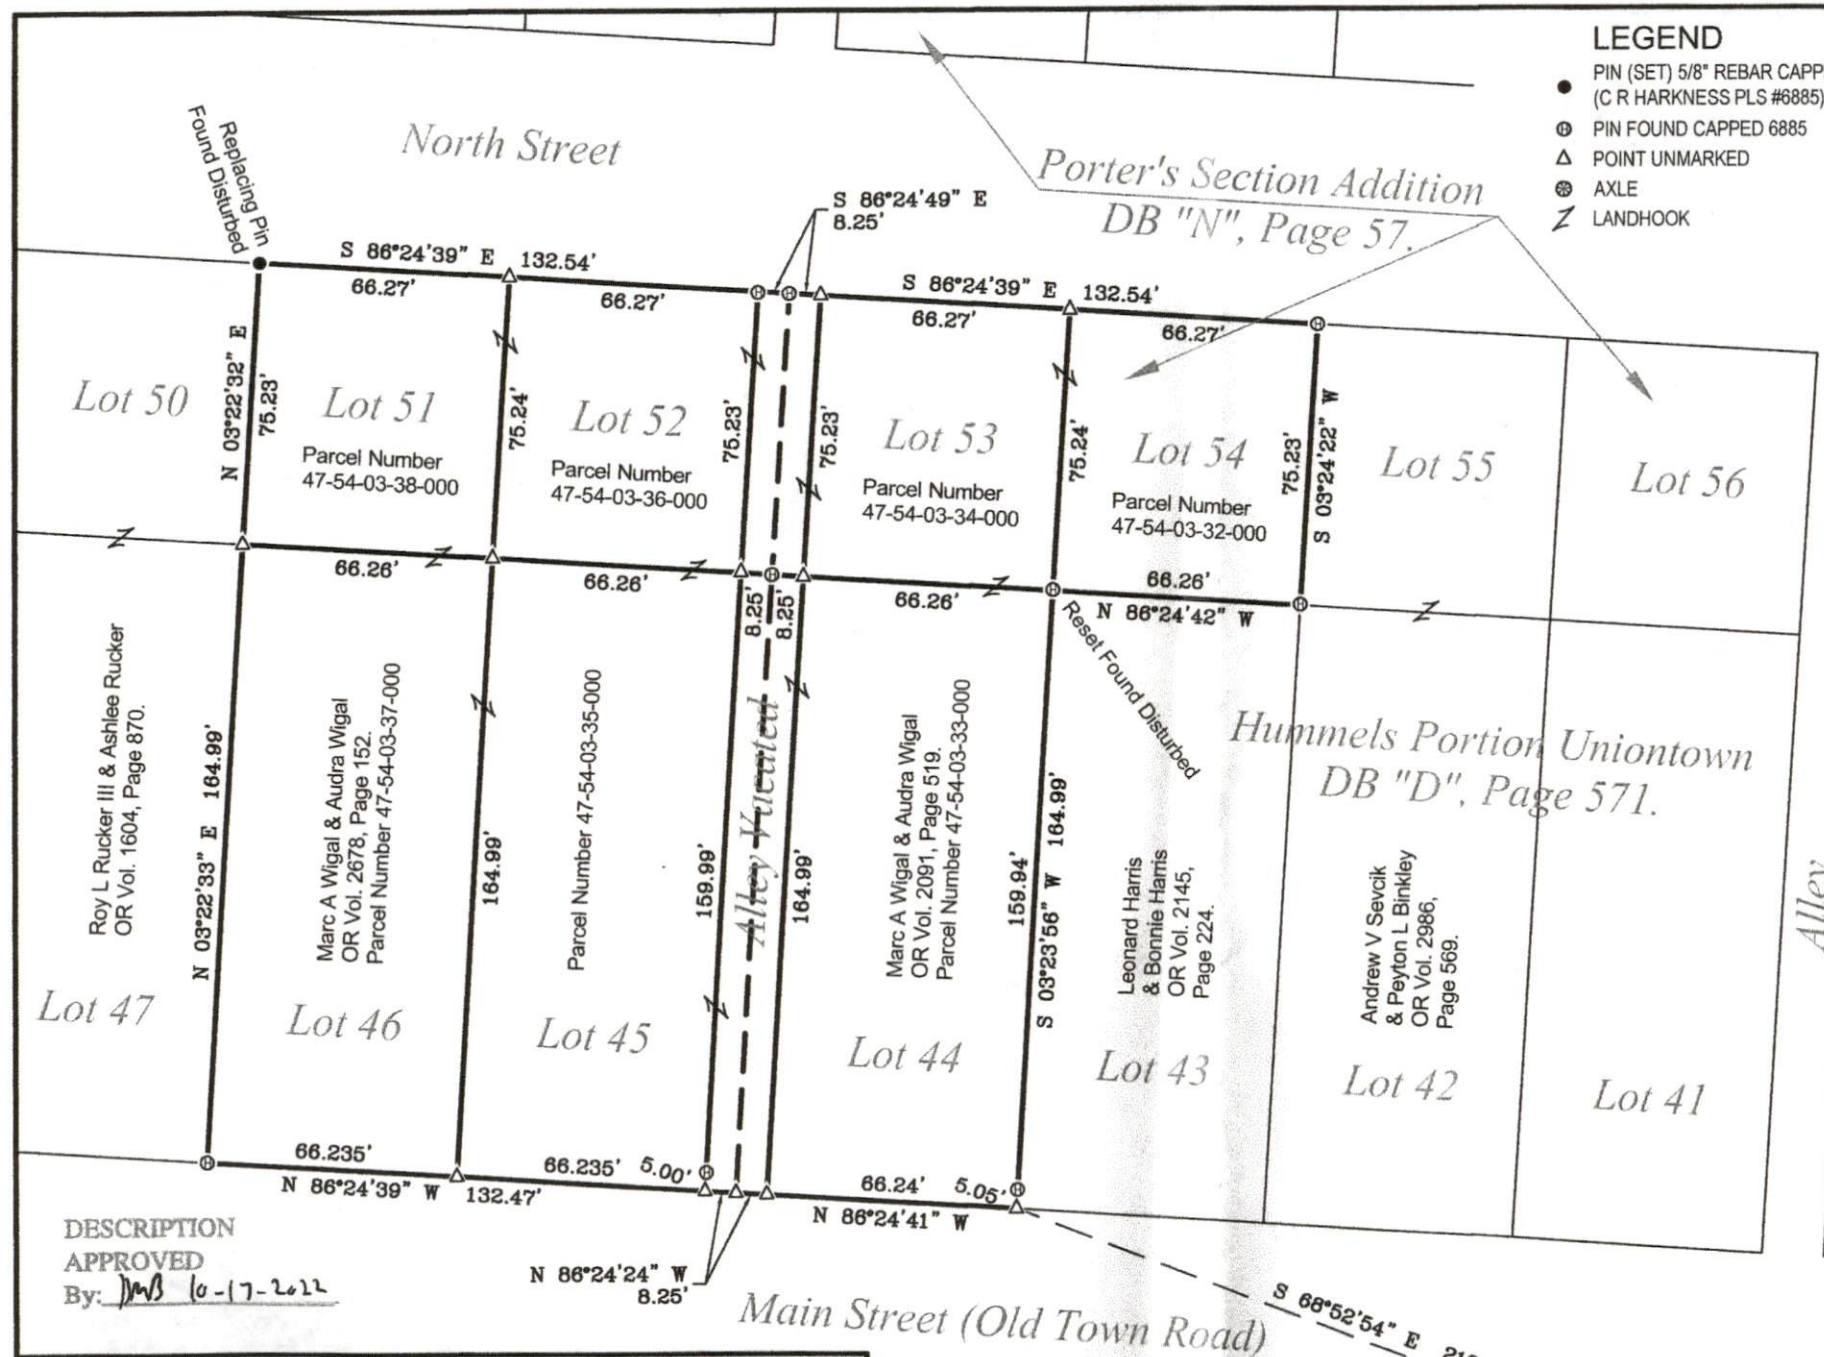 LEGEND
PIN (SET) 5/8" REBAR CAPP
(C R HARKNESS PLS #6885)
PIN FOUND CAPPED 6885
POINT UNMARKED
AXLE
LANDHOOK
North Street
Porter's Section Addition
DB "N", Page 57.
Replacing Pin
Found Disturbed
S 86°24'49" E
8.25'
S 86°24'39" E 132.54'
66.27'
66.27'
S 86°24'39" E 132.54'
66.27'
66.27'
N 03°22'32" E
75.23'
75.24'
75.23'
75.23'
75.24'
75.23'
S 03°24'22" W
Lot 50
Lot 51
Parcel Number
47-54-03-38-000
Lot 52
Parcel Number
47-54-03-36-000
Lot 53
Parcel Number
47-54-03-34-000
Lot 54
Parcel Number
47-54-03-32-000
Lot 55
Lot 56
66.26'
66.26'
8.25'
8.25'
66.26'
66.26'
N 86°24'42" W
Reset Found Disturbed
Roy L Rucker III & Ashlee Rucker
OR Vol. 1604, Page 870.
N 03°22'33" E 164.99'
Marc A Wigal & Audra Wigal
OR Vol. 2678, Page 152.
Parcel Number 47-54-03-37-000
164.99'
Parcel Number 47-54-03-35-000
159.99'
Alley Vacated
164.99'
Marc A Wigal & Audra Wigal
OR Vol. 2091, Page 519.
Parcel Number 47-54-03-33-000
159.94'
S 03°23'56" W 164.99'
Leonard Harris
& Bonnie Harris
OR Vol. 2145,
Page 224.
Hummels Portion Uniontown
DB "D", Page 571.
Andrew V Sevcik
& Peyton L Binkley
OR Vol. 2986,
Page 569.
Alley
Lot 47
Lot 46
Lot 45
Lot 44
Lot 43
Lot 42
Lot 41
66.235'
66.235'
5.00'
66.24'
5.05'
N 86°24'39" W 132.47'
N 86°24'41" W
N 86°24'24" W
8.25'
DESCRIPTION
APPROVED
By: DMB 10-17-2022
Main Street (Old Town Road)
S 68°52'54" E